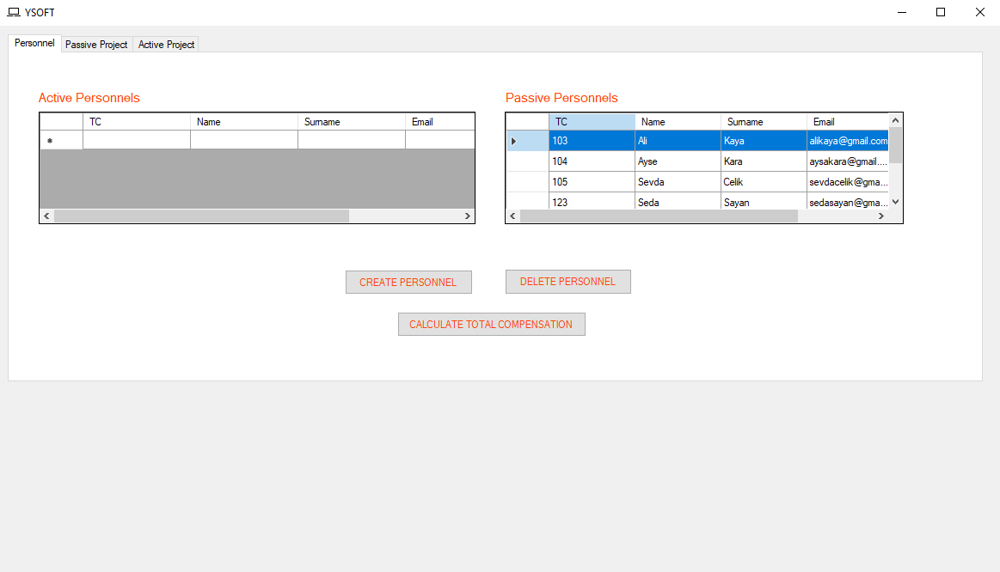 YSOFT
Personnel Passive Project Active Project
Active Personnels
TC Name Surname Email
Passive Personnels
TC Name Surname Email
103 Ali Kaya alikaya@gmail.com
104 Ayse Kara aysakara@gmail....
105 Sevda Celik sevdacelik@gma...
123 Seda Sayan sedasayan@gma...
CREATE PERSONNEL DELETE PERSONNEL
CALCULATE TOTAL COMPENSATION